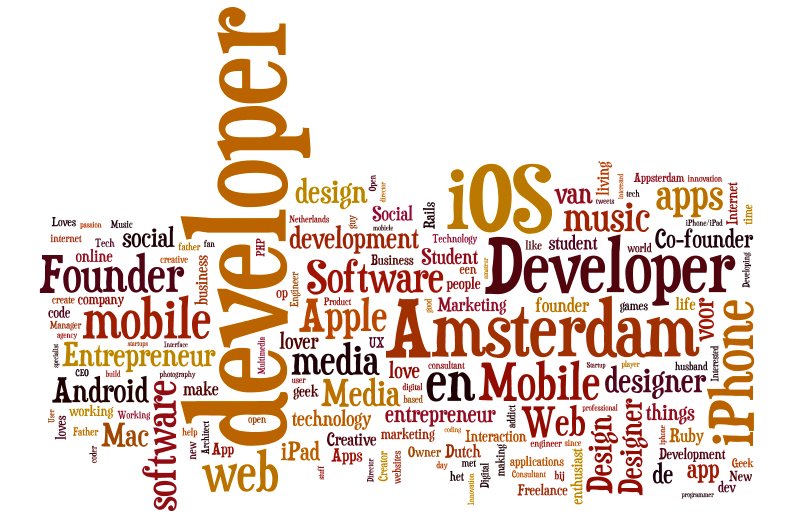 developer
Loves
passion
Music
internet
Tech
social
father
fan
online
creative
Founder
business
create
company
code
mobile
Manager
agency
startups
Interface
Entrepreneur
specialist
CEO
build
photography
Android
software
make
User
loves
working
Working
Father
Mac
coder
help
new
Architect
App
open
web
PHP
Multimedia
design
Open
director
Netherlands
guy
mobiele
Social
Rails
development
Business
Student
Technology
Software
een
people
op
Engineer
Product
Apple
good
Marketing
lover
UX
media
love
consultant
user
geek
Media
digital
based
en
technology
entrepreneur
iPad
Creative
Apps
marketing
coding
Interaction
stuff
Director
Creator
websites
Owner
Dutch
day
met
het
Innovation
Digital
making
iOS
van
living
tweets
interested
tech
Appsterdam
innovation
apps
Internet
time
iPhone/iPad
music
like
student
world
Co-founder
amateur
Developer
Developing
Amsterdam
founder
games
life
voor
iPhone
Mobile
Startup
player
husband
Interested
designer
addict
Web
professional
engineer
since
Design
Designer
things
iphone
Ruby
applications
Consultant
bij
Freelance
enthusiast
Development
de
app
Geek
New
dev
programmer